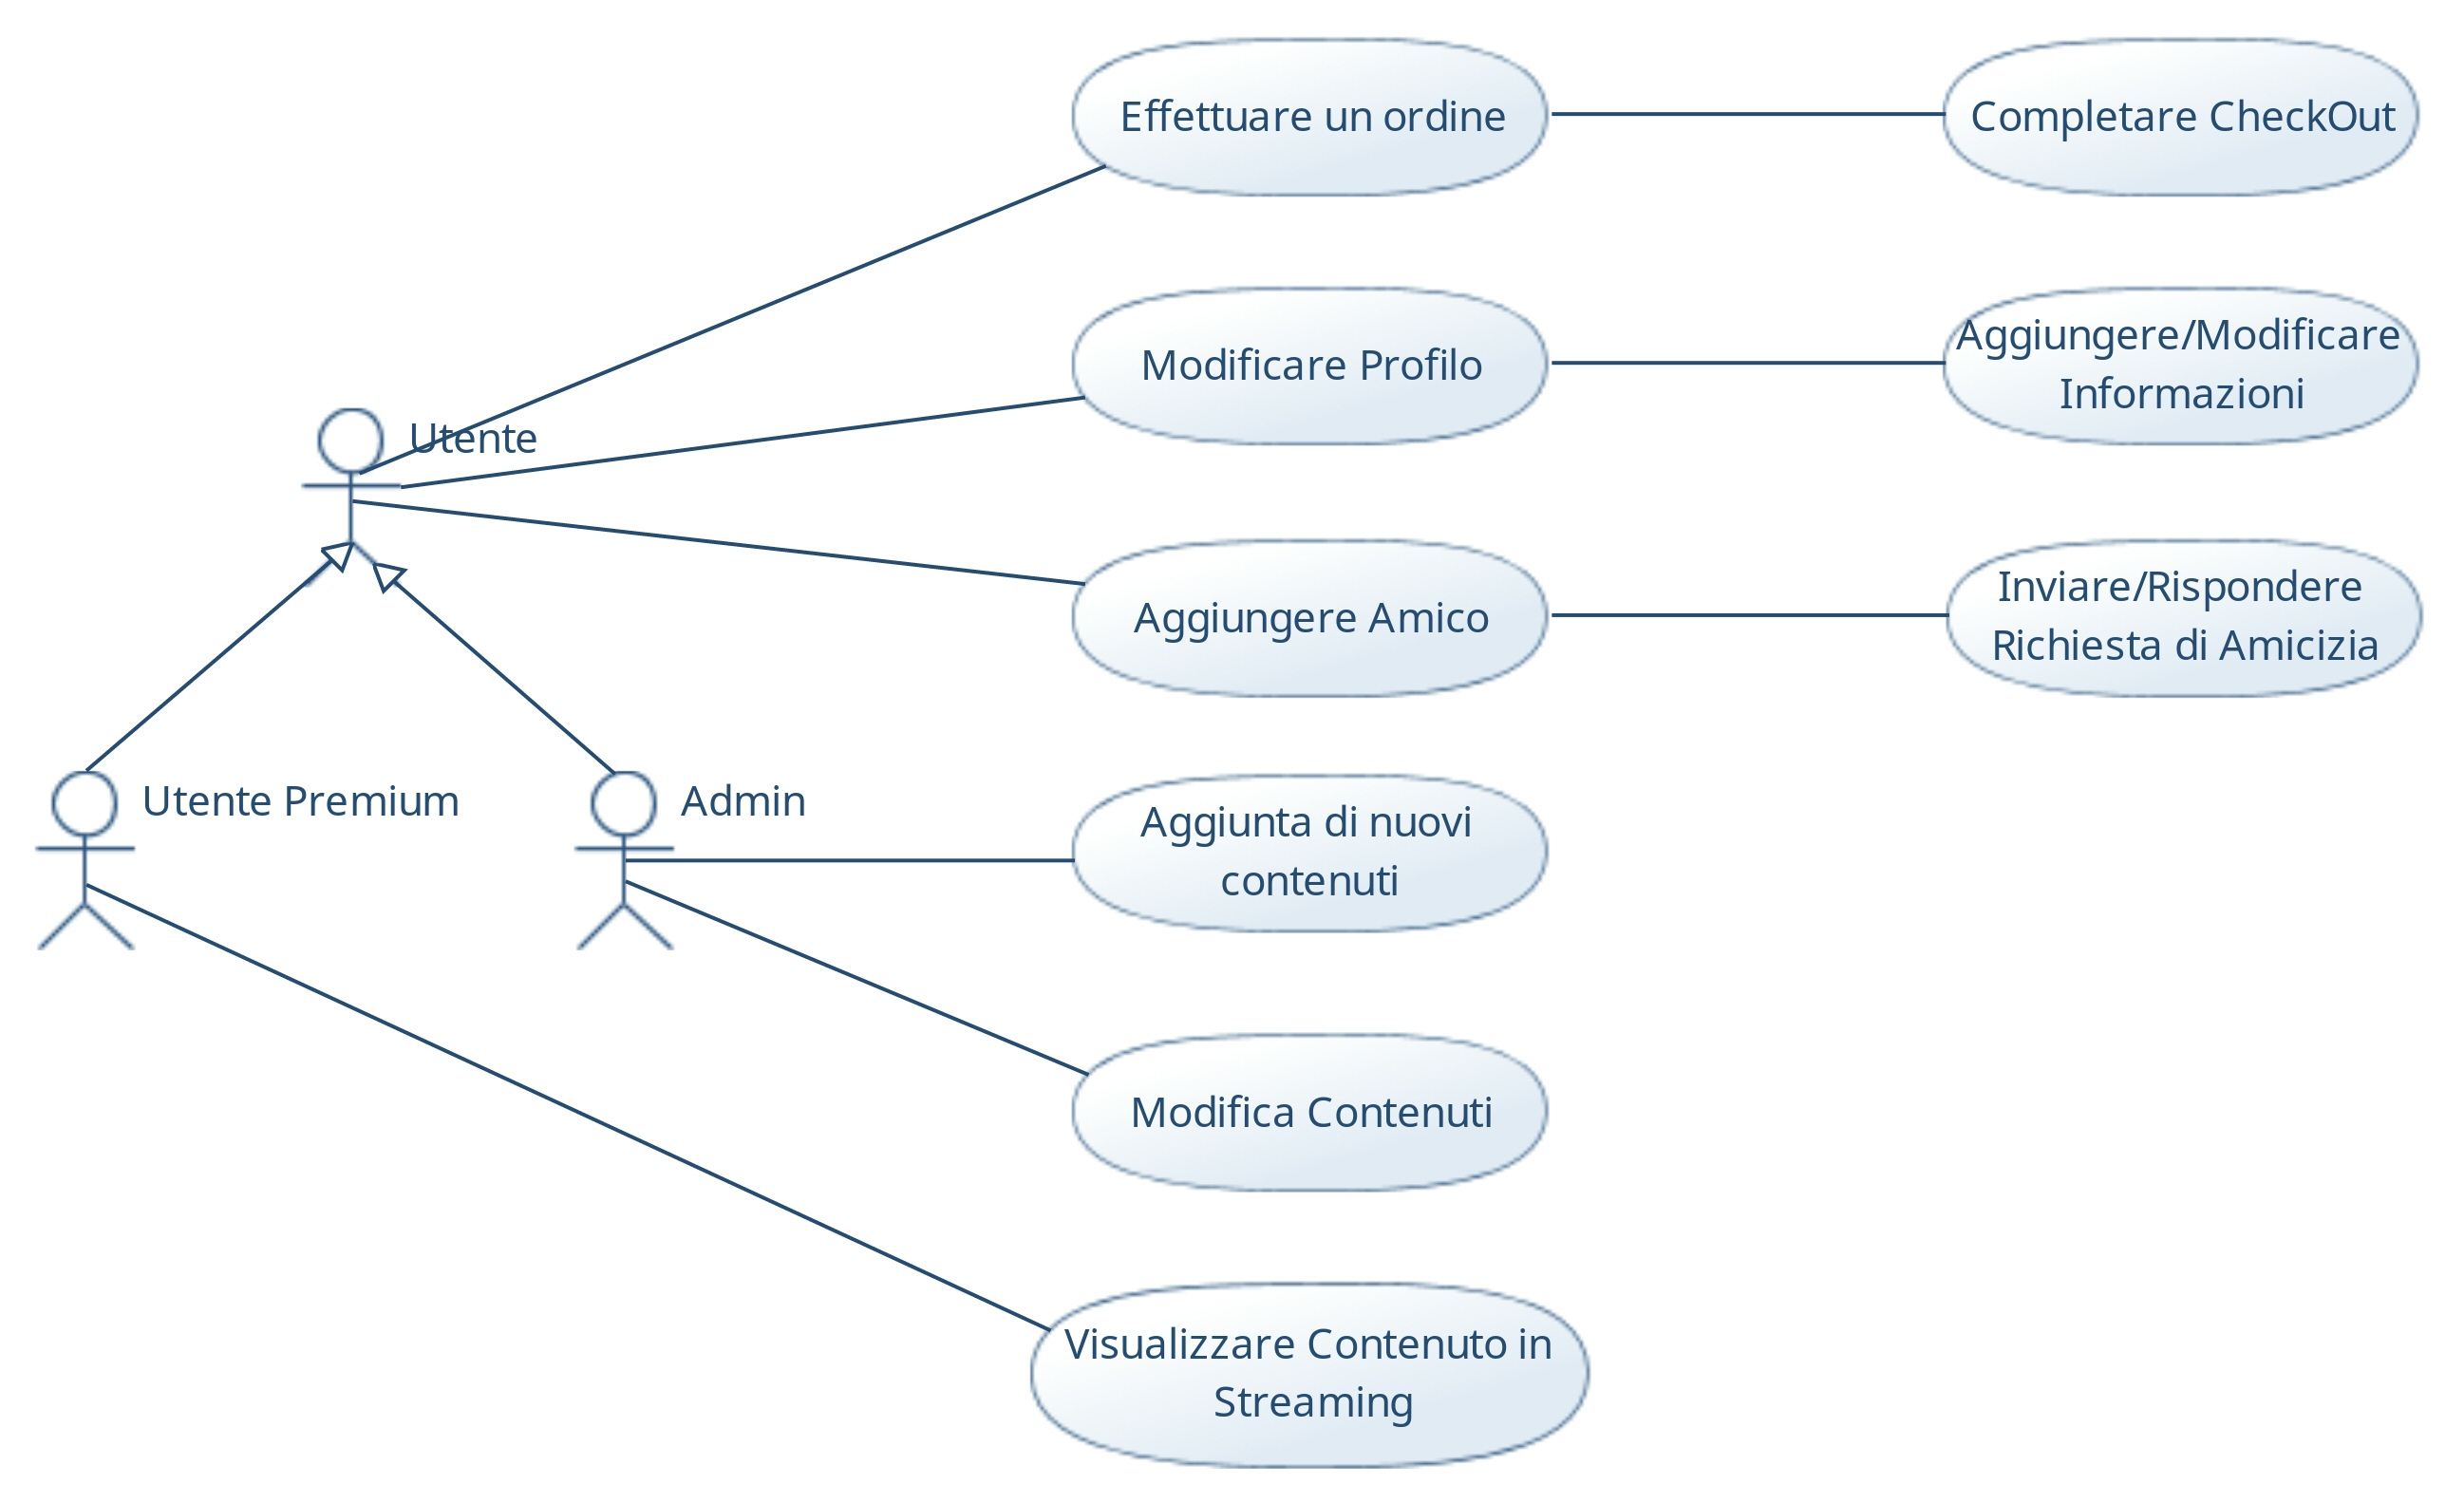 Effettuare un ordine
Completare CheckOut
Modificare Profilo
Aggiungere/Modificare
Informazioni
Utente
Aggiungere Amico
Inviare/Rispondere
Richiesta di Amicizia
Utente Premium
Admin
Aggiunta di nuovi
contenuti
Modifica Contenuti
Visualizzare Contenuto in
Streaming